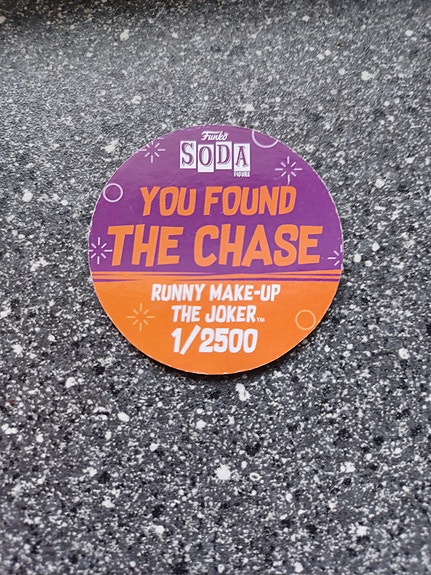 Funko
SODA
FIGURE
YOU FOUND
THE CHASE
RUNNY MAKE-UP
THE JOKER™
1/2500